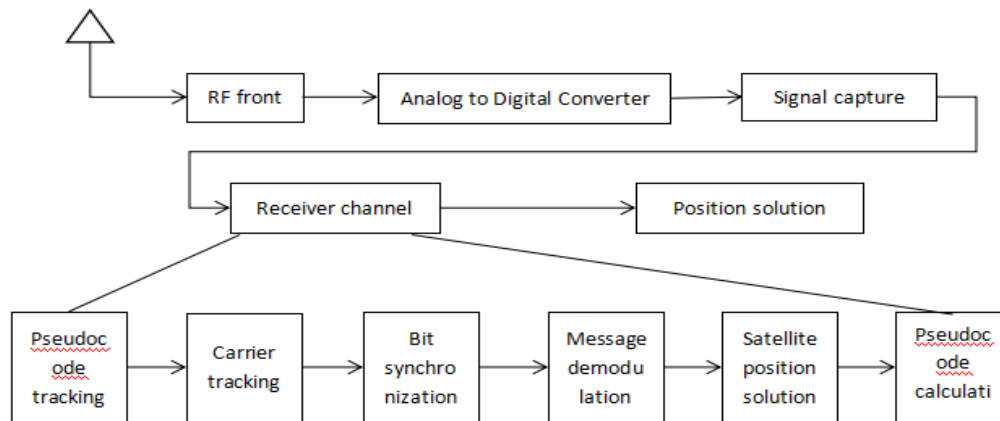 RF front
Analog to Digital Converter
Signal capture
Receiver channel
Position solution
Pseudoc
ode
tracking
Carrier
tracking
Bit
synchro
nization
Message
demodu
lation
Satellite
position
solution
Pseudoc
ode
calculati